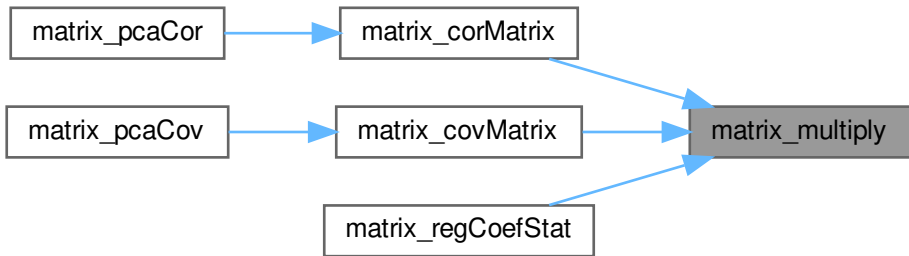 matrix_pcaCor
matrix_corMatrix
matrix_pcaCov
matrix_covMatrix
matrix_multiply
matrix_regCoefStat